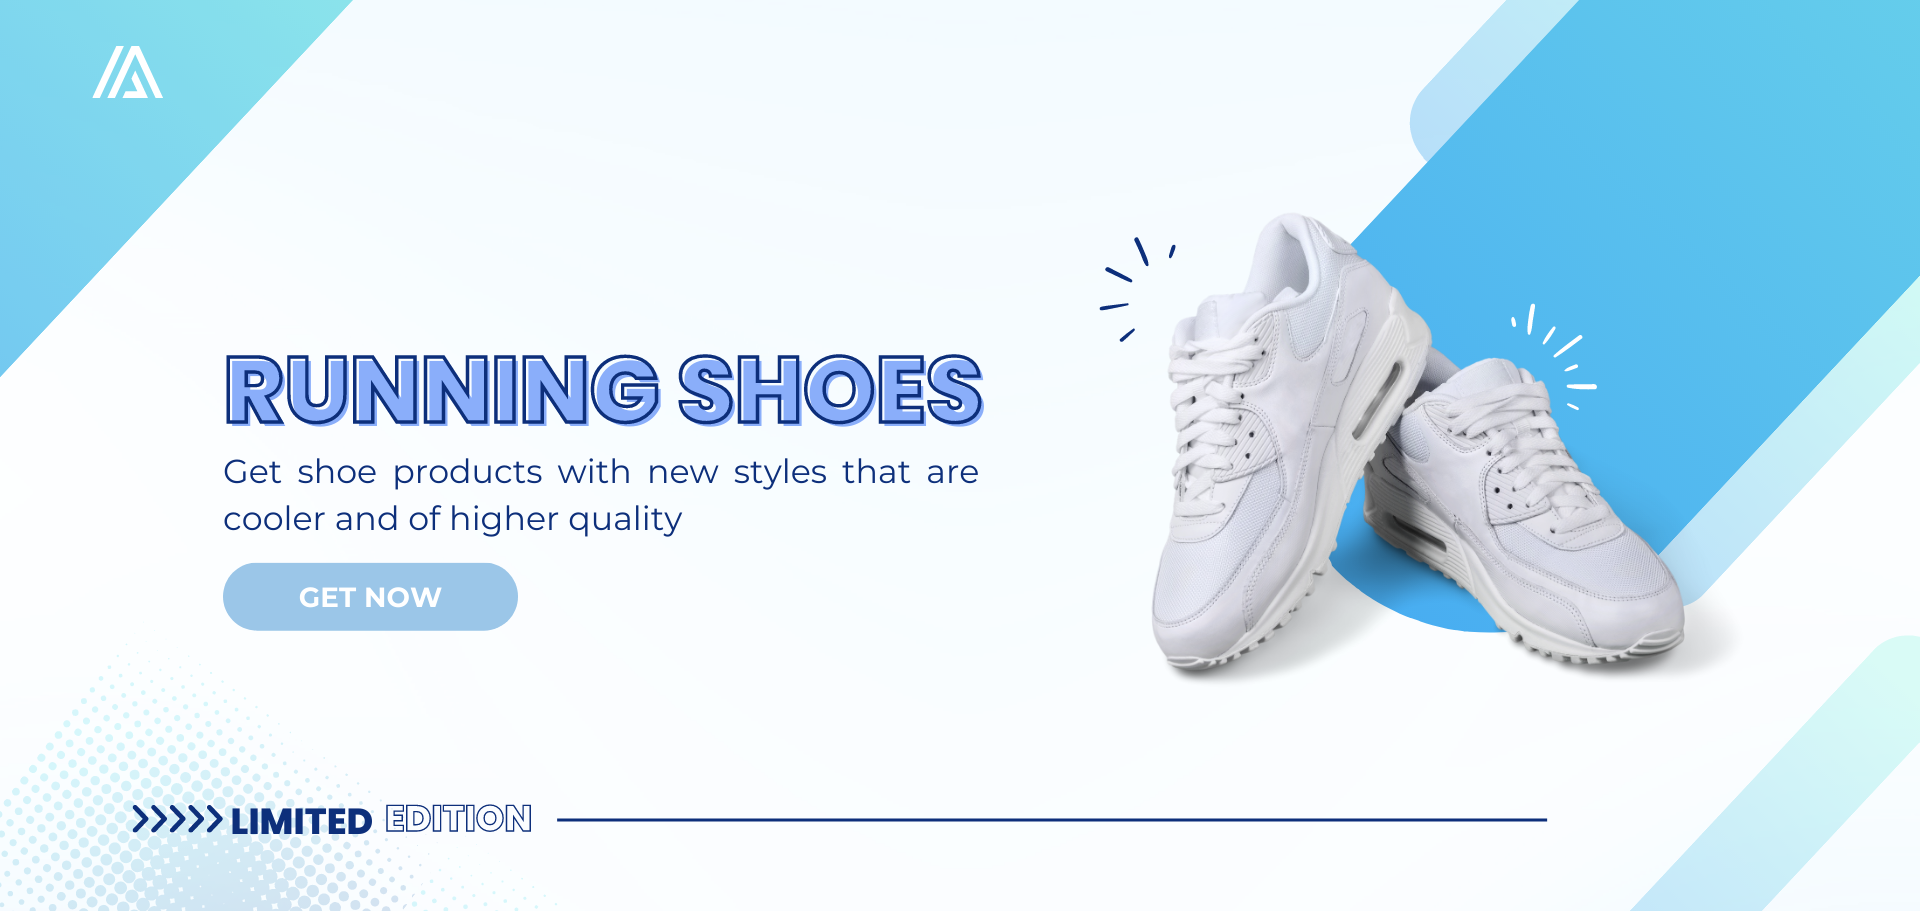 RUNNING SHOES
Get shoe products with new styles that are
cooler and of higher quality
GET NOW
LIMITED EDITION